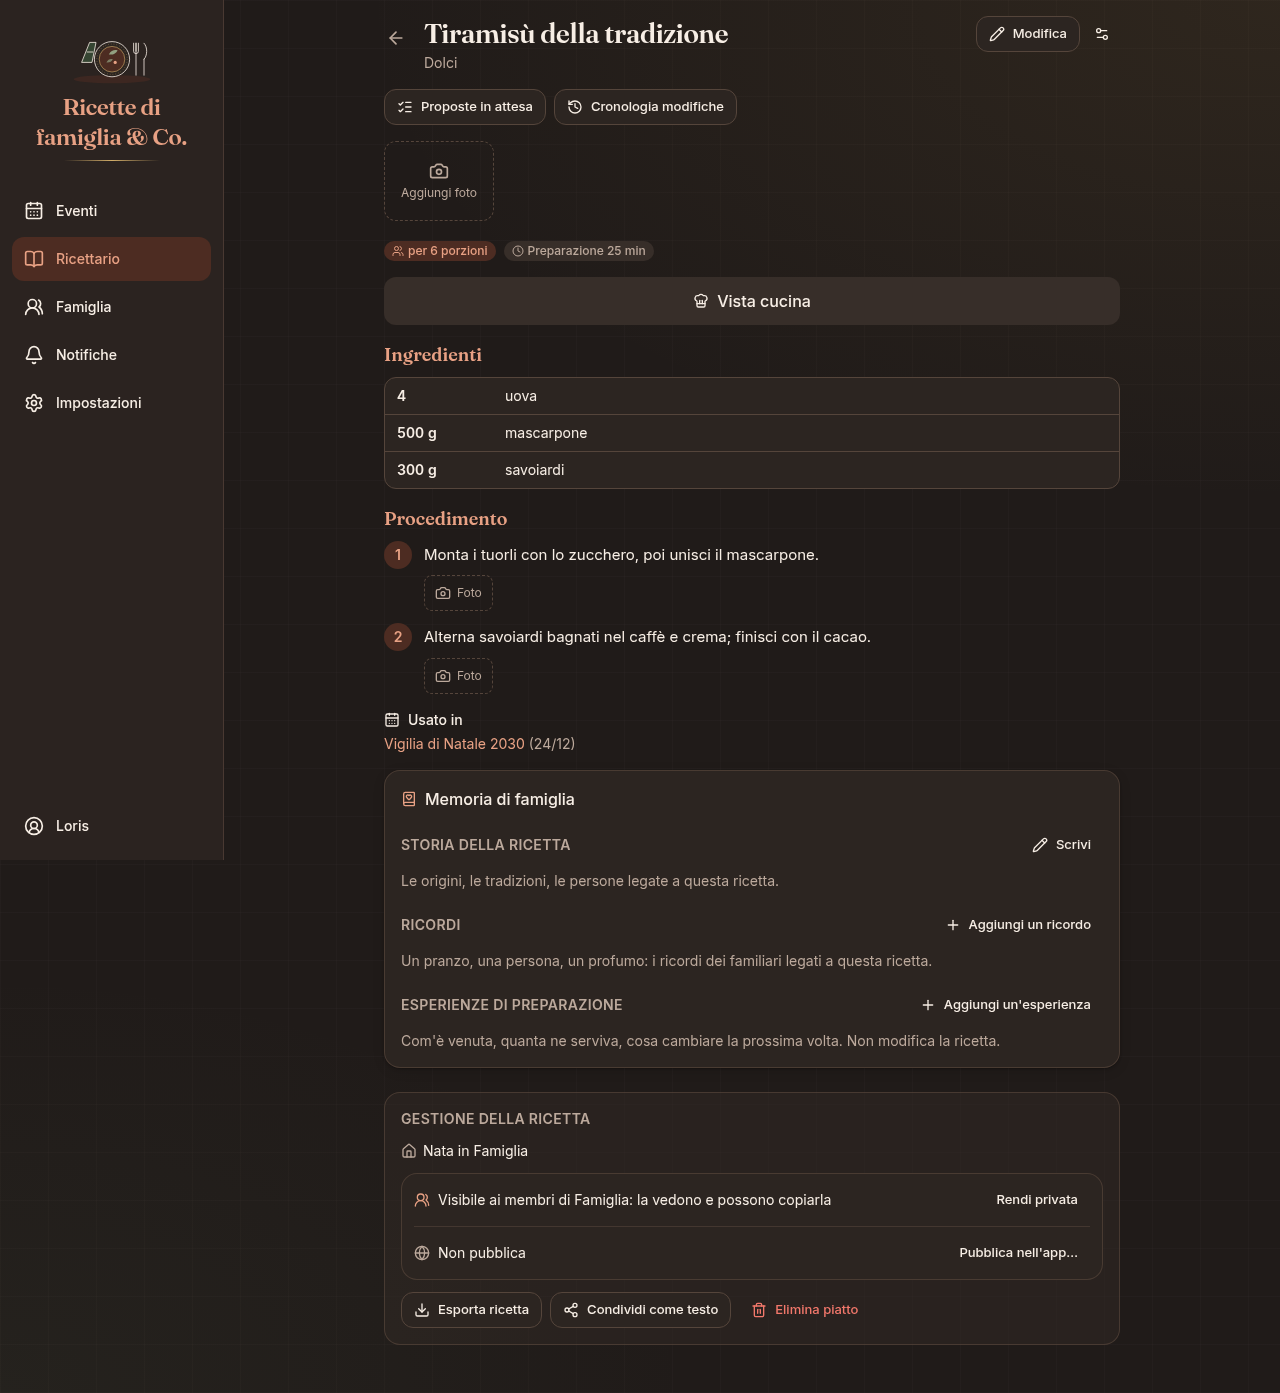 Ricette di
famiglia & Co.
Eventi
Ricettario
Famiglia
Notifiche
Impostazioni
Loris
Tiramisù della tradizione
Dolci
Modifica
Proposte in attesa
Cronologia modifiche
Aggiungi foto
per 6 porzioni
Preparazione 25 min
Vista cucina
Ingredienti
4 uova
500 g mascarpone
300 g savoiardi
Procedimento
1 Monta i tuorli con lo zucchero, poi unisci il mascarpone.
Foto
2 Alterna savoiardi bagnati nel caffè e crema; finisci con il cacao.
Foto
Usato in
Vigilia di Natale 2030 (24/12)
Memoria di famiglia
STORIA DELLA RICETTA
Scrivi
Le origini, le tradizioni, le persone legate a questa ricetta.
RICORDI
Aggiungi un ricordo
Un pranzo, una persona, un profumo: i ricordi dei familiari legati a questa ricetta.
ESPERIENZE DI PREPARAZIONE
Aggiungi un'esperienza
Com'è venuta, quanta ne serviva, cosa cambiare la prossima volta. Non modifica la ricetta.
GESTIONE DELLA RICETTA
Nata in Famiglia
Visibile ai membri di Famiglia: la vedono e possono copiarla
Rendi privata
Non pubblica
Pubblica nell'app…
Esporta ricetta
Condividi come testo
Elimina piatto